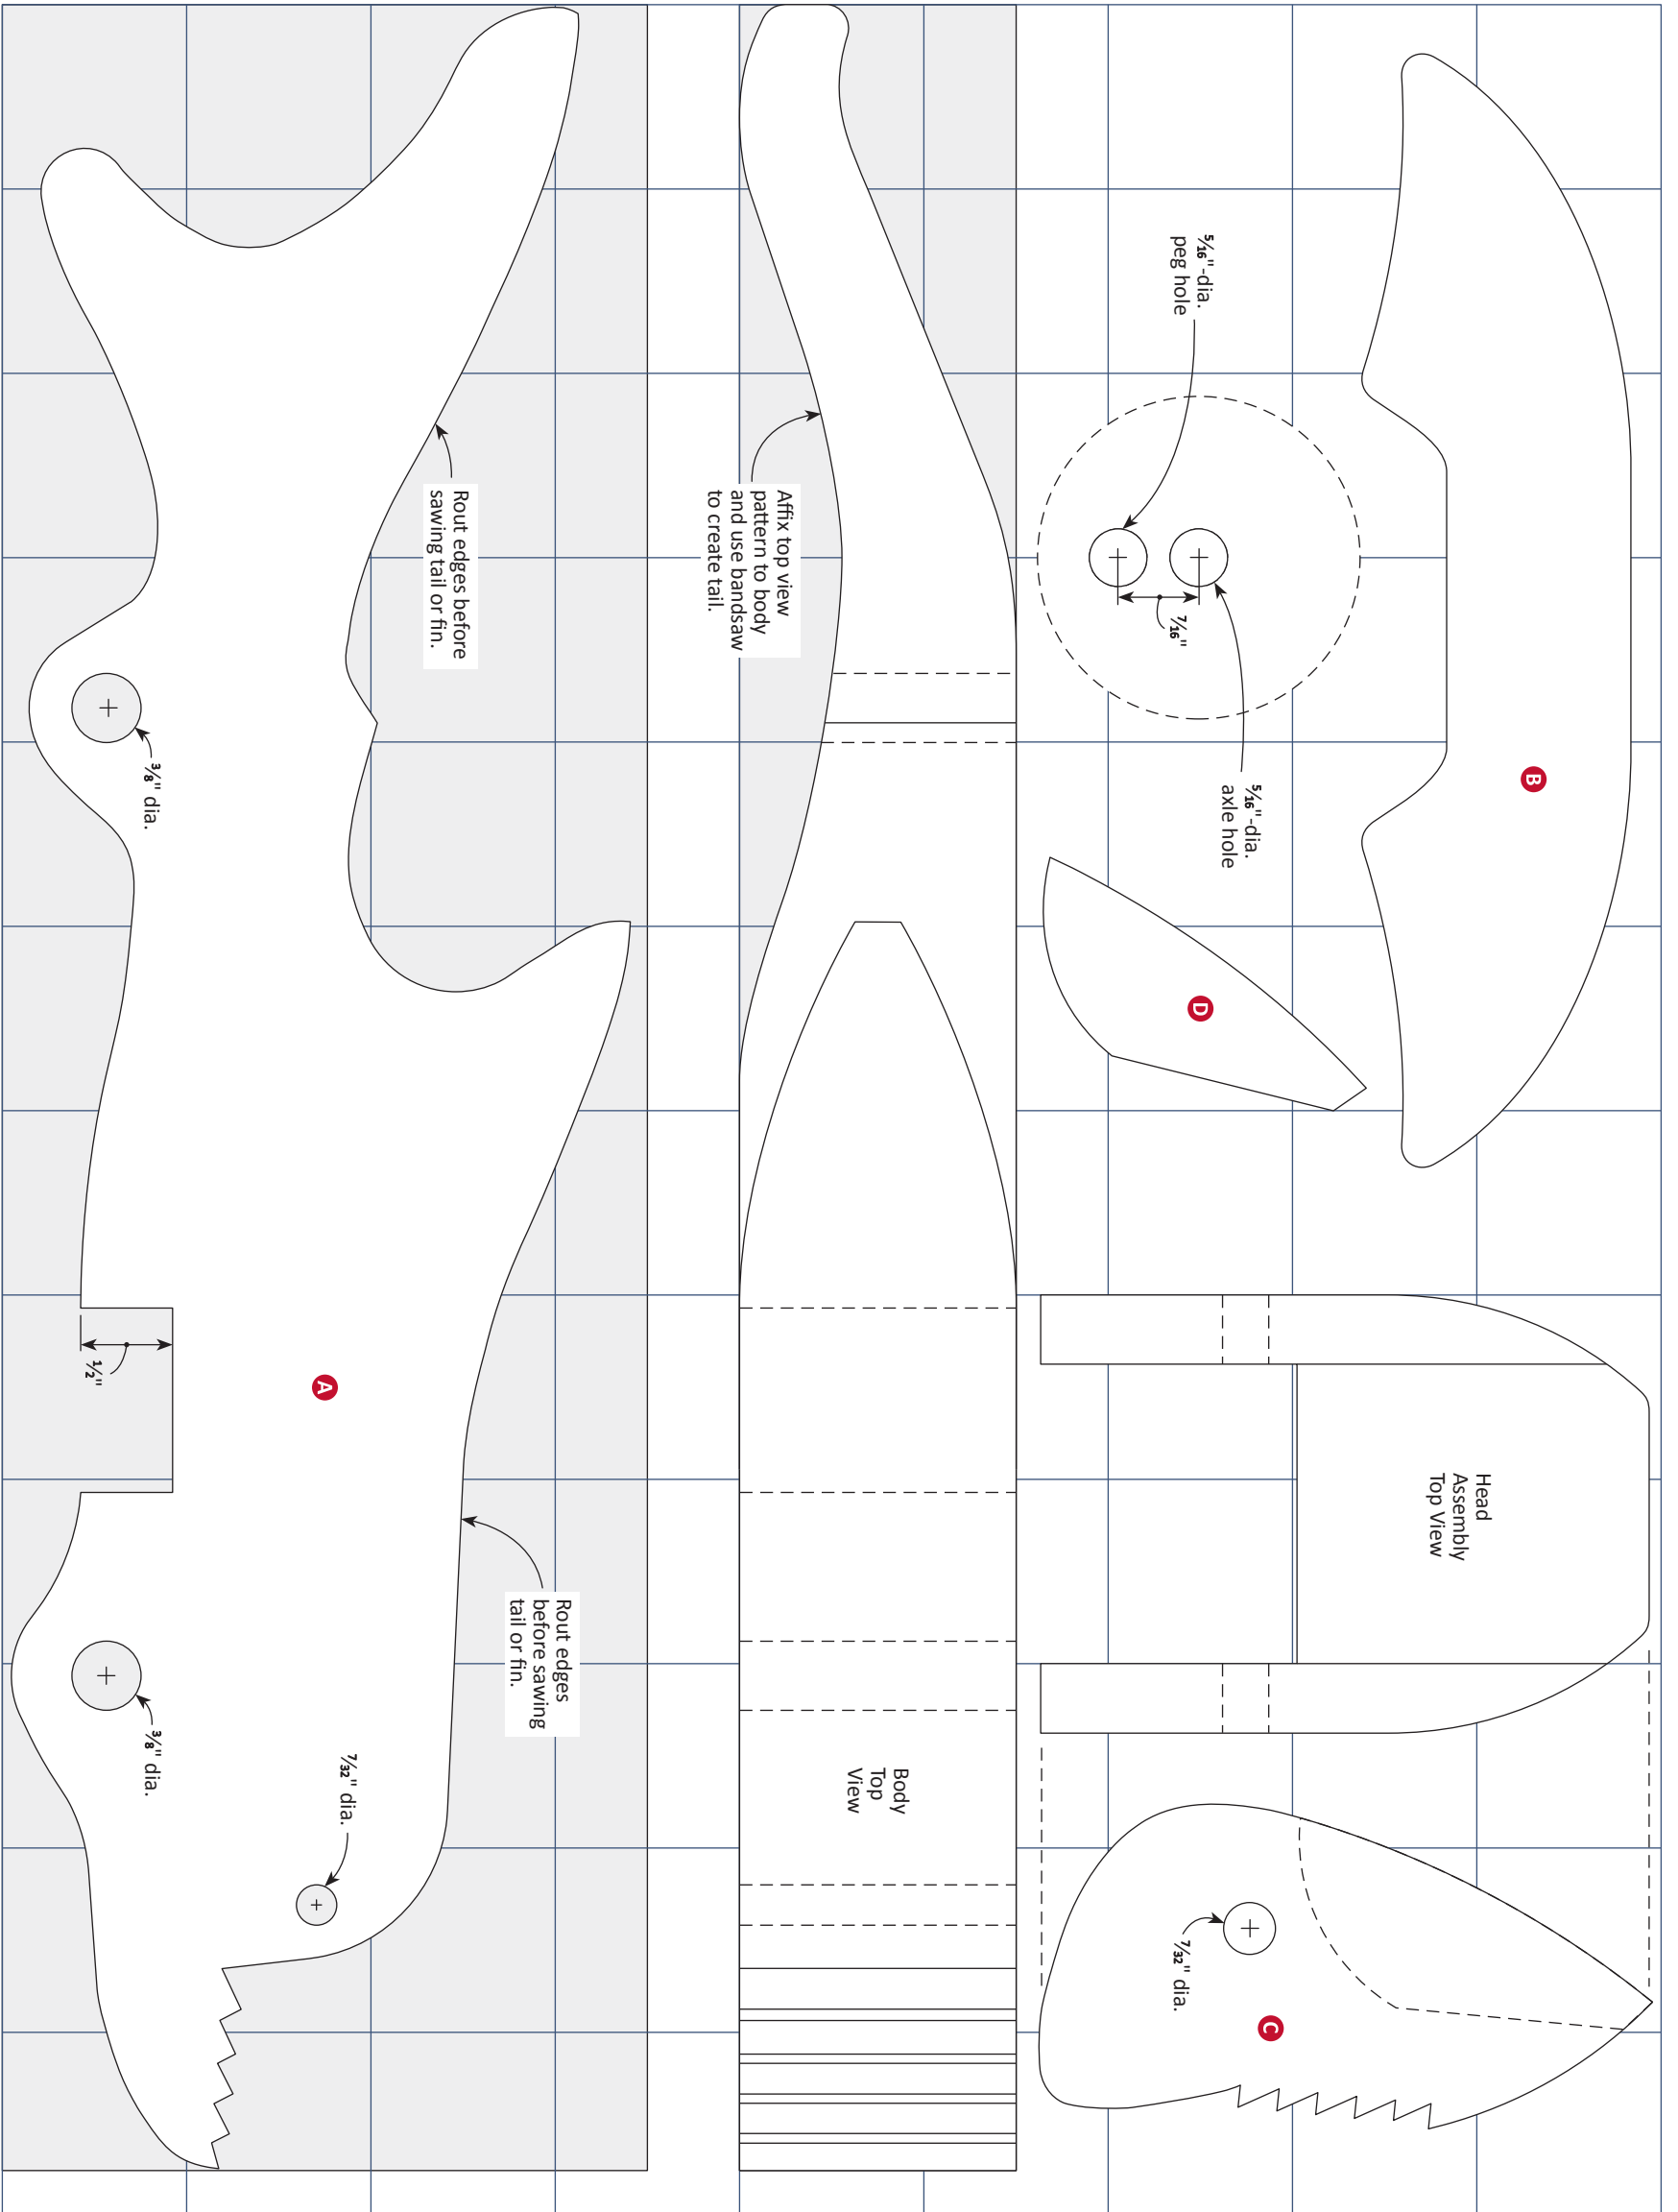 B
5/16"-dia.
peg hole
7/16"
5/16"-dia.
axle hole
D
Head
Assembly
Top View
7/32" dia.
C
Affix top view
pattern to body
and use bandsaw
to create tail.
Body
Top
View
Rout edges before
sawing tail or fin.
Rout edges
before sawing
tail or fin.
3/8" dia.
1/2"
A
3/8" dia.
7/32" dia.